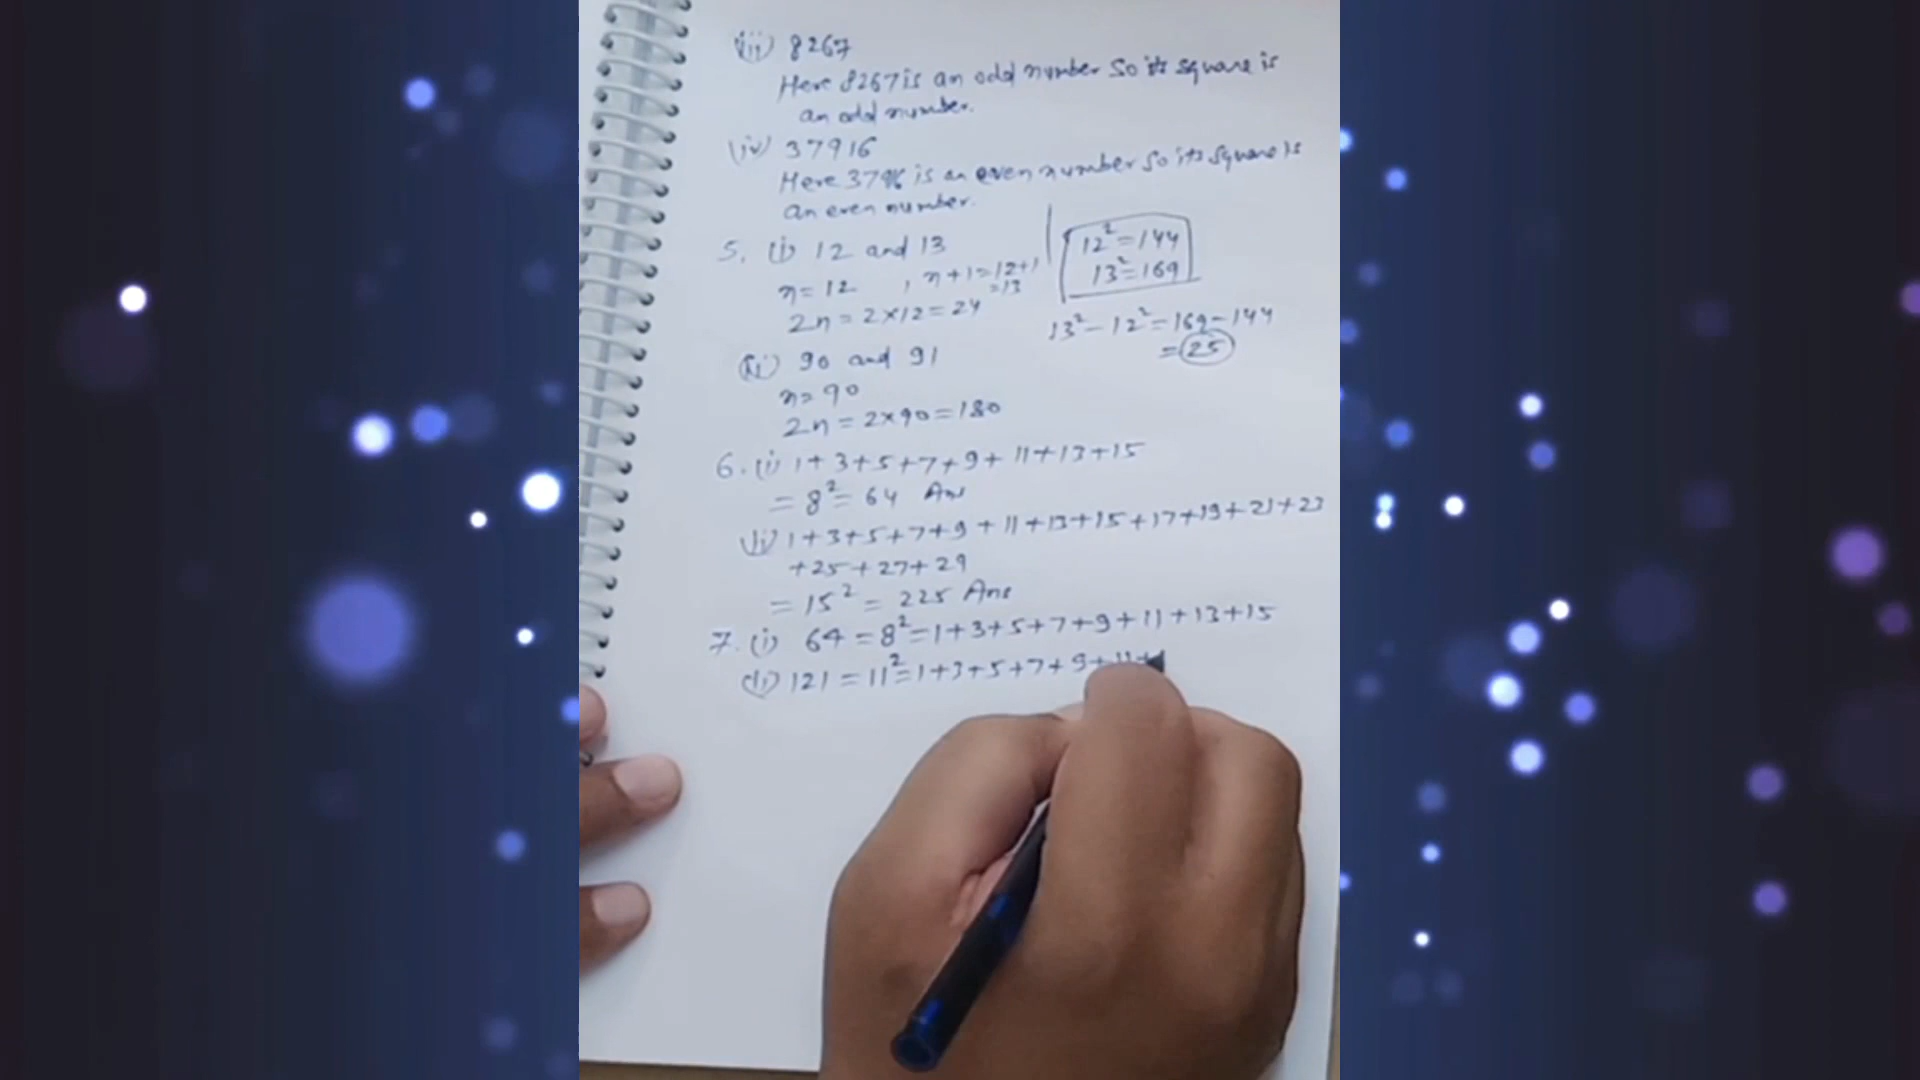 (iii) 8267
Here 8267 is an odd number so its square is
an odd number.
(iv) 37916
Here 37916 is an even number so its square is
an even number.
5. (i) 12 and 13
n = 12 , n+1=12+1
=13
2n = 2×12 = 24
12²=144
13²=169
13² - 12² = 169-144
= 25
(ii) 90 and 91
n= 90
2n = 2×90 = 180
6. (i) 1+3+5+7+9+11+13+15
= 8² = 64 Ans
(ii) 1+3+5+7+9+11+13+15+17+19+21+23
+25+27+29
= 15² = 225 Ans
7. (i) 64 = 8² = 1+3+5+7+9+11+13+15
(ii) 121 = 11² = 1+3+5+7+9+11+